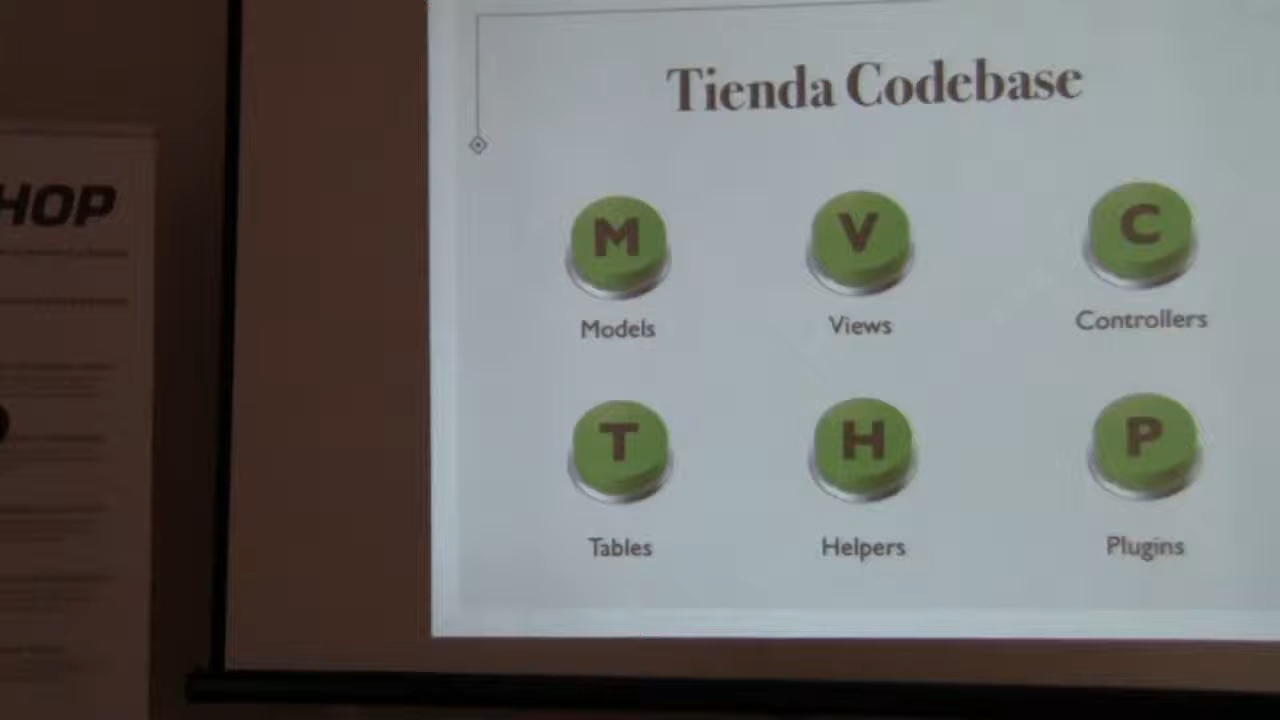 Tienda Codebase
HOP
M V C
Models Views Controllers
T H P
Tables Helpers Plugins